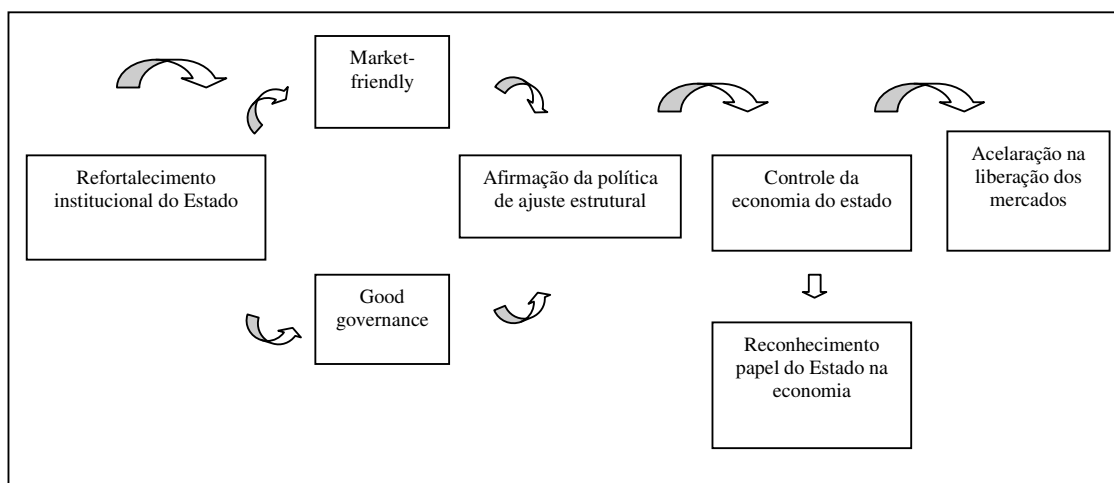 Market-
friendly
Refortalecimento
institucional do Estado
Good
governance
Afirmação da política
de ajuste estrutural
Controle da
economia do estado
Reconhecimento
papel do Estado na
economia
Acelaração na
liberação dos
mercados